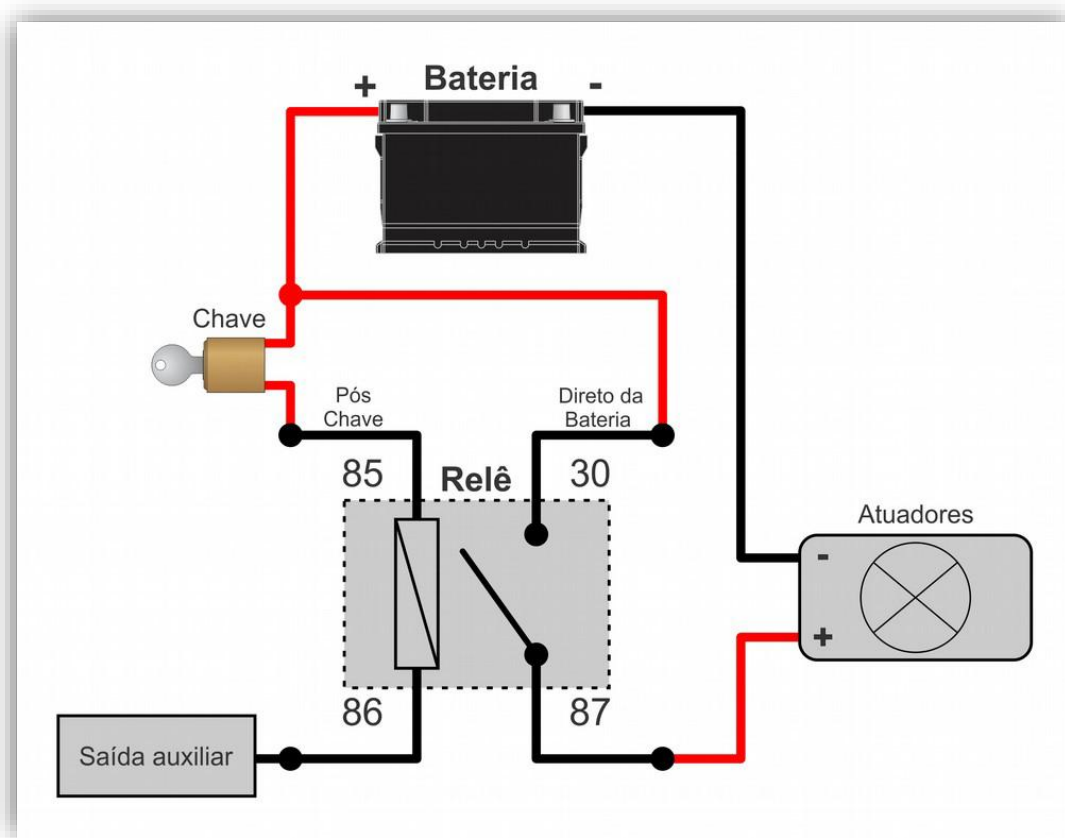 + Bateria -
Chave
Pós
Chave
Direto da
Bateria
85
Relê
30
Atuadores
-
+
86
87
Saída auxiliar